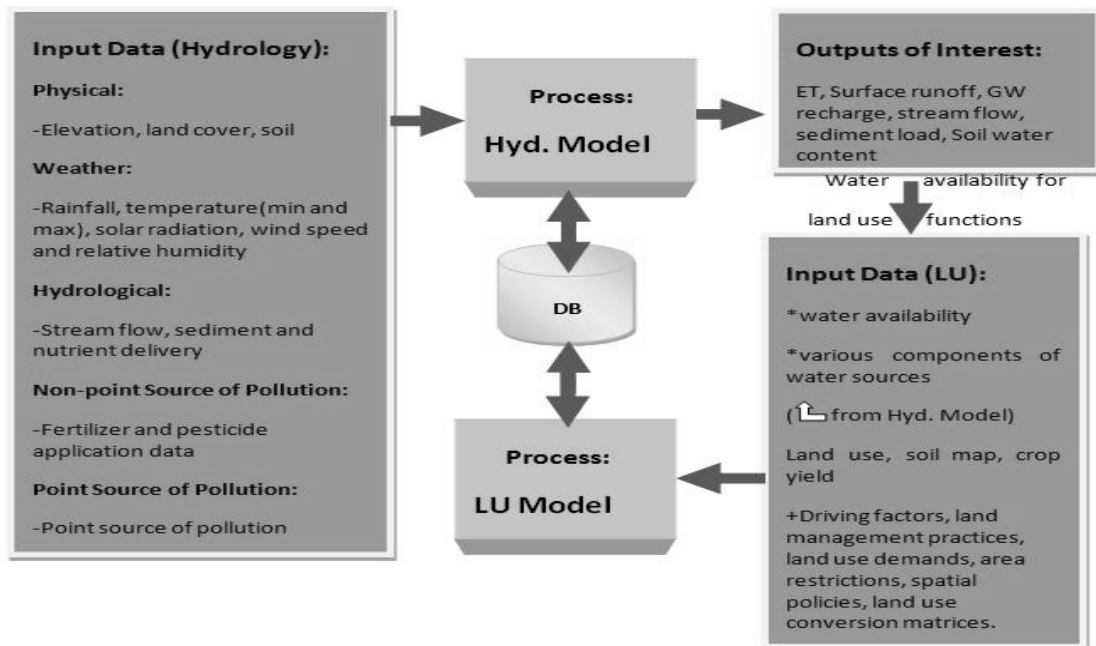 Input Data (Hydrology):
Physical:
-Elevation, land cover, soil
Weather:
-Rainfall, temperature(min and
max), solar radiation, wind speed
and relative humidity
Hydrological:
-Stream flow, sediment and
nutrient delivery
Non-point Source of Pollution:
-Fertilizer and pesticide
application data
Point Source of Pollution:
-Point source of pollution
Process:
Hyd. Model
DB
Process:
LU Model
Outputs of Interest:
ET, Surface runoff, GW
recharge, stream flow,
sediment load, Soil water
content
Water availability for
land use functions
Input Data (LU):
*water availability
*various components of
water sources
(from Hyd. Model)
Land use, soil map, crop
yield
+Driving factors, land
management practices,
land use demands, area
restrictions, spatial
policies, land use
conversion matrices.